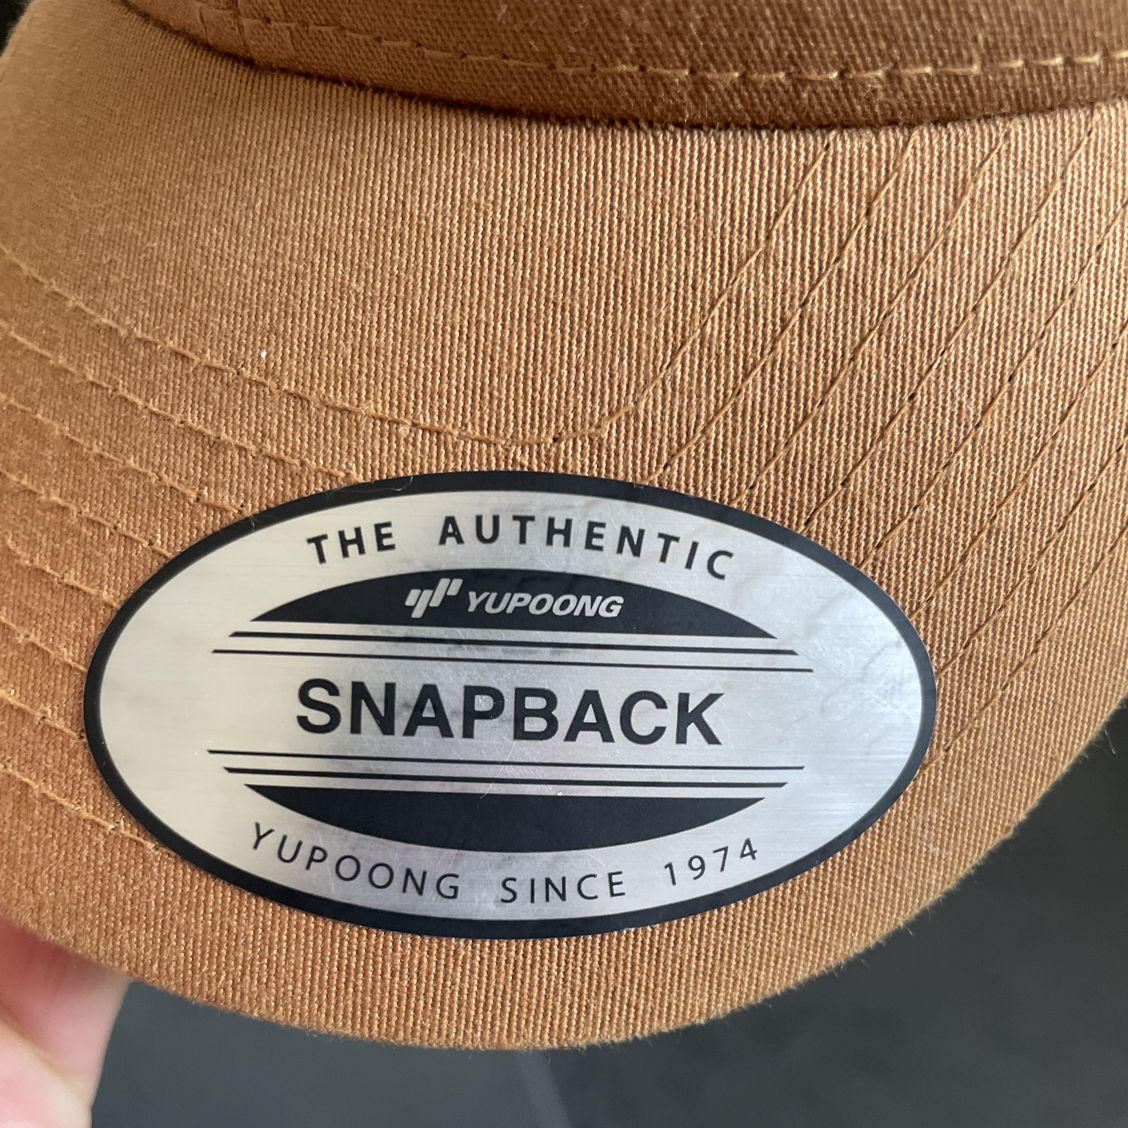 THE AUTHENTIC
YUPOONG
SNAPBACK
YUPOONG SINCE 1974